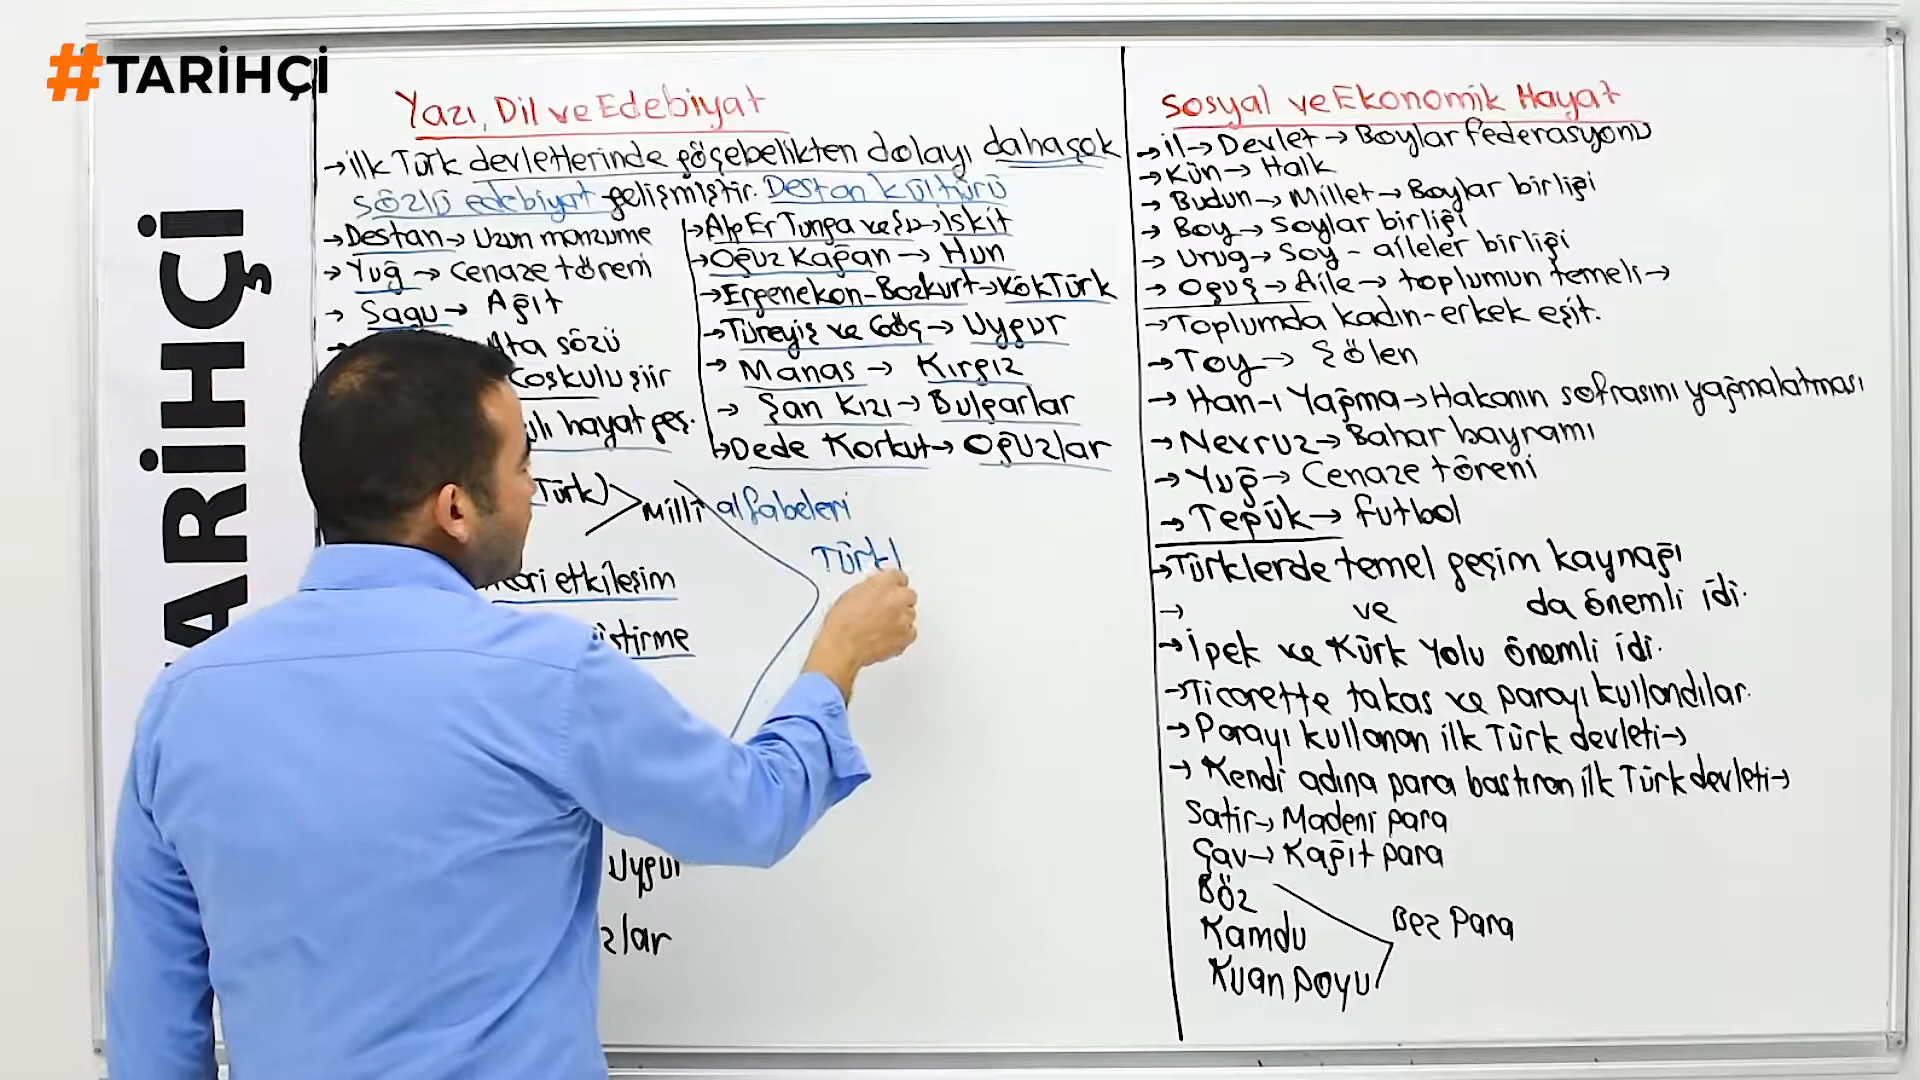 #TARİHÇİ
TARİHÇİ
Yazı, Dil ve Edebiyat
→ilk Türk devletlerinde göçebelikten dolayı daha çok
sözlü edebiyat gelişmiştir. Destan kültürü
→Destan→ Uzun manzume
→Yuğ → Cenaze töreni
→ Sagu→ Ağıt
Ata sözü
Coşkulu şiir
hayat geç.
→Alp Er Tunga ve Şu→İskit
→Oğuz Kağan → Hun
→Ergenekon-Bozkurt→KökTürk
→Türeyiş ve Göç→ Uygur
→ Manas → Kırgız
→ Şan Kızı→ Bulgarlar
→Dede Korkut→ Oğuzlar
Türk)
Milli alfabeleri
Türk
etkileşim
Uygur
Sosyal ve Ekonomik Hayat
→il→ Devlet→ Boylar federasyonu
→Kün→ Halk
→ Budun→ Millet→ Boylar birliği
→ Boy→ Soylar birliği
→ Urug→ Soy - aileler birliği
→ Oguş→ Aile→ toplumun temeli→
→Toplumda kadın-erkek eşit.
→Toy→ Şölen
→ Han-ı Yağma→Hakanın sofrasını yağmalatması
→Nevruz→ Bahar bayramı
→Yuğ→ Cenaze töreni
→Tepük→ futbol
→Türklerde temel geçim kaynağı
→ ve da önemli idi.
→İpek ve Kürk Yolu önemli idi.
→Ticarette takas ve parayı kullandılar.
→Parayı kullanan ilk Türk devleti→
→ Kendi adına para bastıran ilk Türk devleti→
Satir→ Madeni para
Çav→ Kağıt para
Böz
Kamdu
Kuan poyu
Bez Para